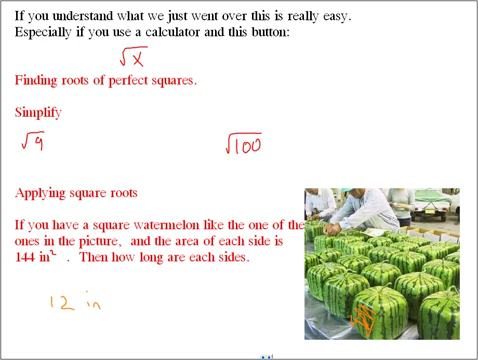 If you understand what we just went over this is really easy.
Especially if you use a calculator and this button:
√x
Finding roots of perfect squares.
Simplify
√9 √100
Applying square roots
If you have a square watermelon like the one of the
ones in the picture, and the area of each side is
144 in². Then how long are each sides.
12 in